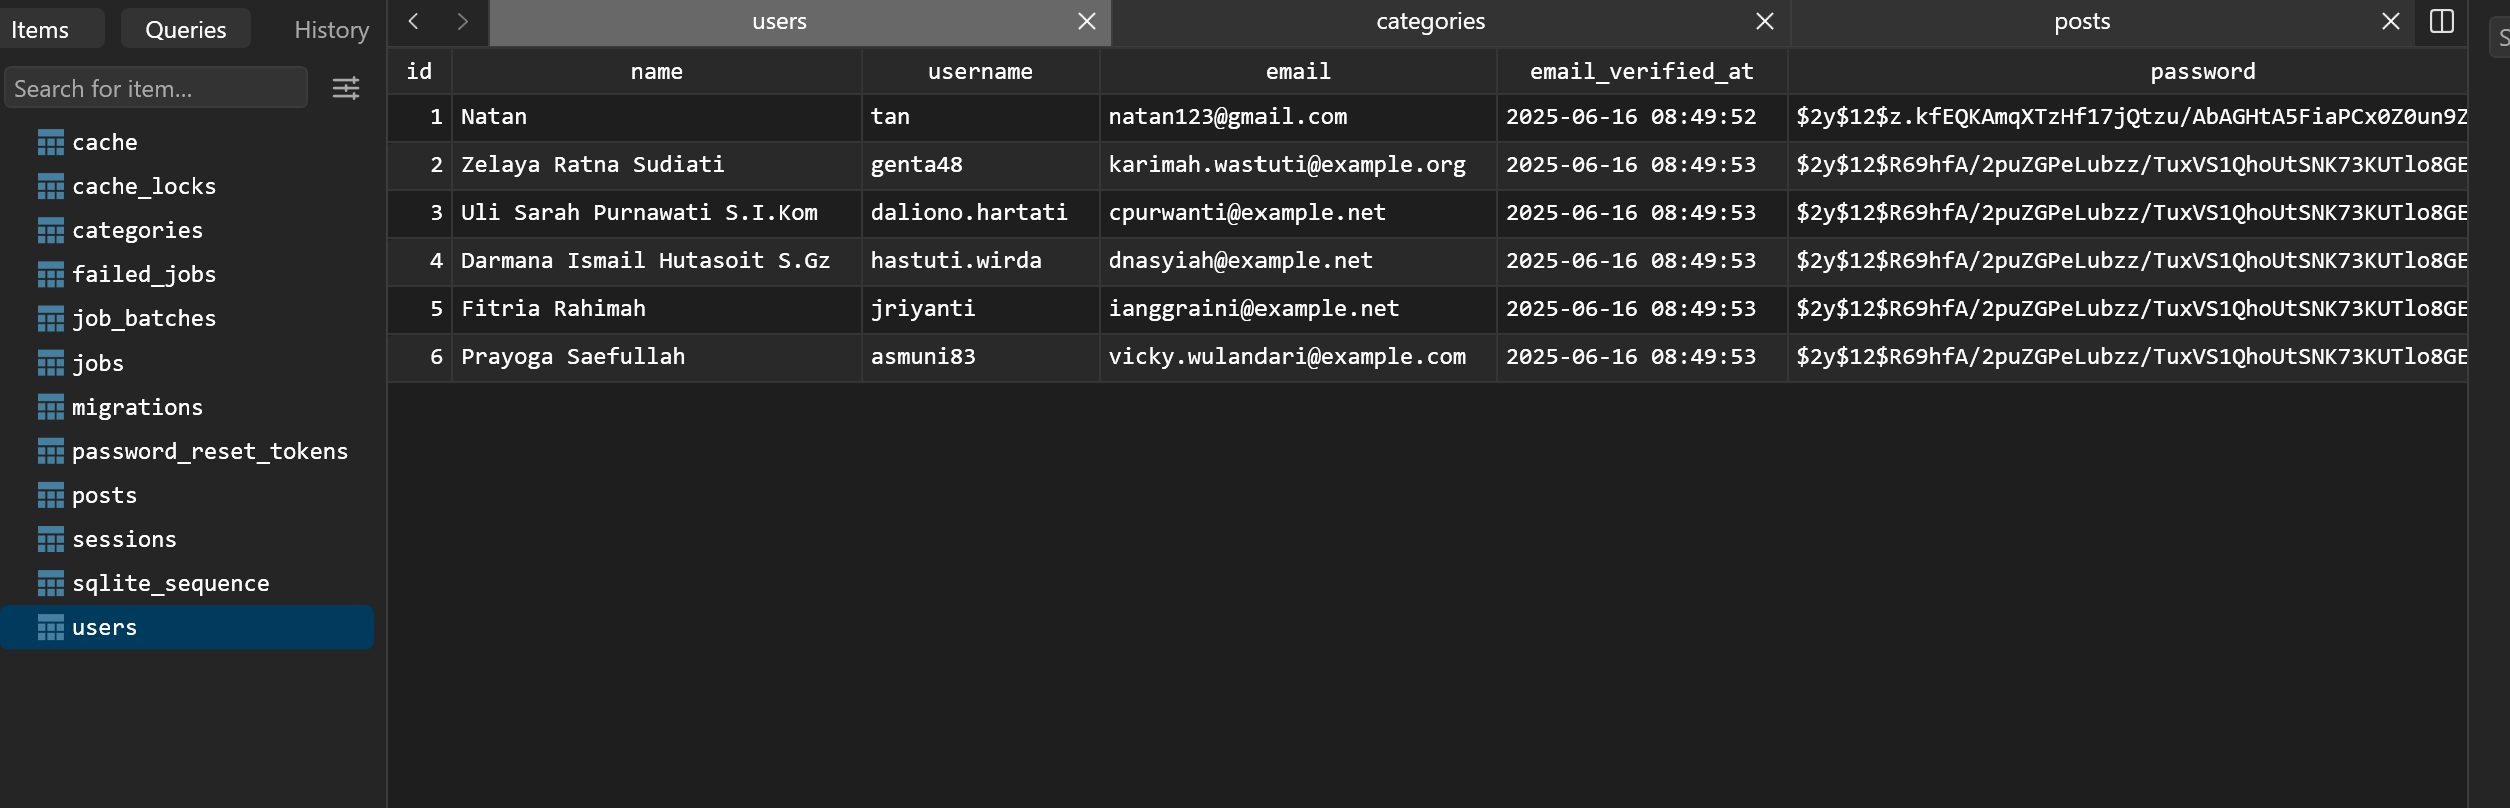 Items Queries History
Search for item...
cache
cache_locks
categories
failed_jobs
job_batches
jobs
migrations
password_reset_tokens
posts
sessions
sqlite_sequence
users
users categories posts
id name username email email_verified_at password
1 Natan tan natan123@gmail.com 2025-06-16 08:49:52 $2y$12$z.kfEQKAmqXTzHf17jQtzu/AbAGHtA5FiaPCx0Z0un9Z
2 Zelaya Ratna Sudiati genta48 karimah.wastuti@example.org 2025-06-16 08:49:53 $2y$12$R69hfA/2puZGPeLubzz/TuxVS1QhoUtSNK73KUTlo8GE
3 Uli Sarah Purnawati S.I.Kom daliono.hartati cpurwanti@example.net 2025-06-16 08:49:53 $2y$12$R69hfA/2puZGPeLubzz/TuxVS1QhoUtSNK73KUTlo8GE
4 Darmana Ismail Hutasoit S.Gz hastuti.wirda dnasyiah@example.net 2025-06-16 08:49:53 $2y$12$R69hfA/2puZGPeLubzz/TuxVS1QhoUtSNK73KUTlo8GE
5 Fitria Rahimah jriyanti ianggraini@example.net 2025-06-16 08:49:53 $2y$12$R69hfA/2puZGPeLubzz/TuxVS1QhoUtSNK73KUTlo8GE
6 Prayoga Saefullah asmuni83 vicky.wulandari@example.com 2025-06-16 08:49:53 $2y$12$R69hfA/2puZGPeLubzz/TuxVS1QhoUtSNK73KUTlo8GE